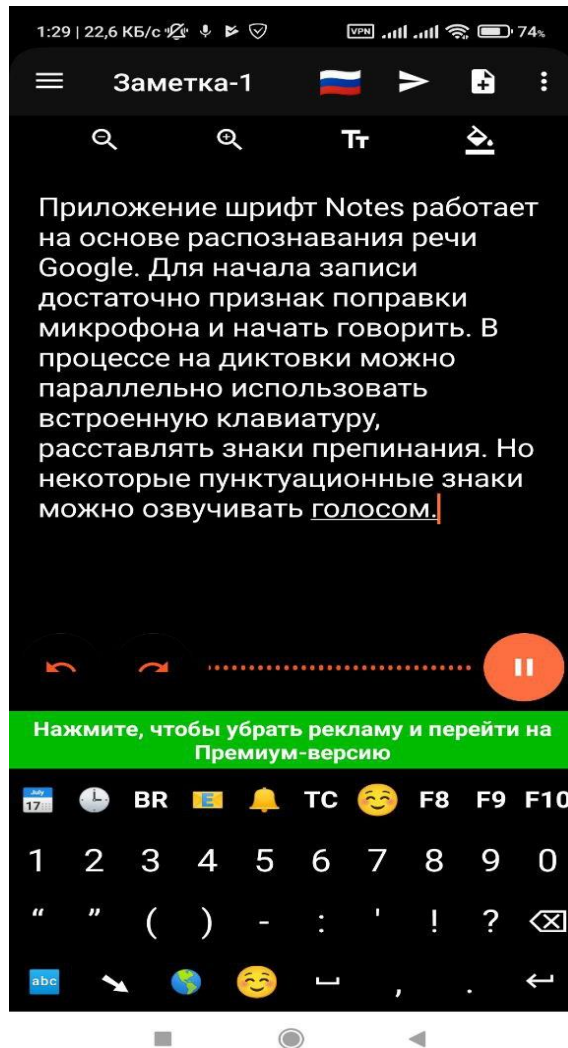 1:29 | 22,6 КБ/с VPN 74%
Заметка-1
Тт
Приложение шрифт Notes работает
на основе распознавания речи
Google. Для начала записи
достаточно признак поправки
микрофона и начать говорить. В
процессе на диктовки можно
параллельно использовать
встроенную клавиатуру,
расставлять знаки препинания. Но
некоторые пунктуационные знаки
можно озвучивать голосом.
Нажмите, чтобы убрать рекламу и перейти на
Премиум-версию
July 17 BR E TC F8 F9 F10
1 2 3 4 5 6 7 8 9 0
“ ” ( ) - : ' ! ?
abc , .